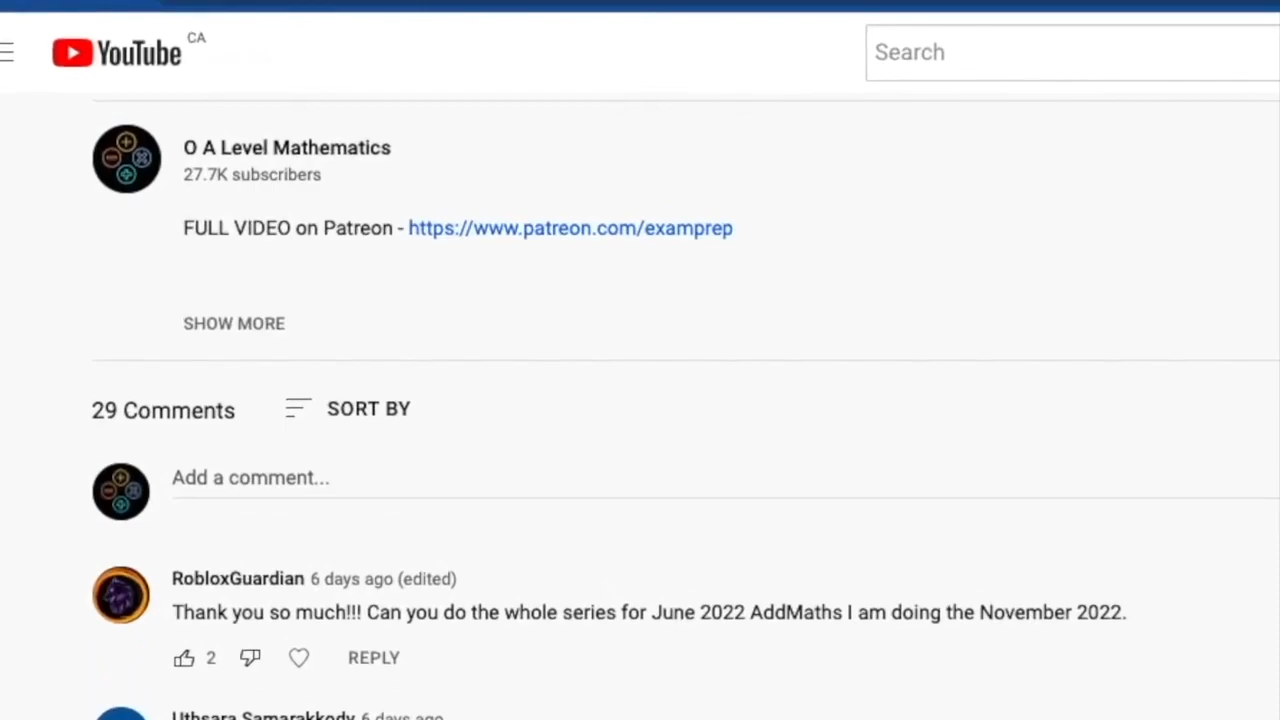 YouTube CA
Search
O A Level Mathematics
27.7K subscribers
FULL VIDEO on Patreon - https://www.patreon.com/examprep
SHOW MORE
29 Comments SORT BY
Add a comment...
RobloxGuardian 6 days ago (edited)
Thank you so much!!! Can you do the whole series for June 2022 AddMaths I am doing the November 2022.
2 REPLY
Uthsara Samarakkody 6 days ago